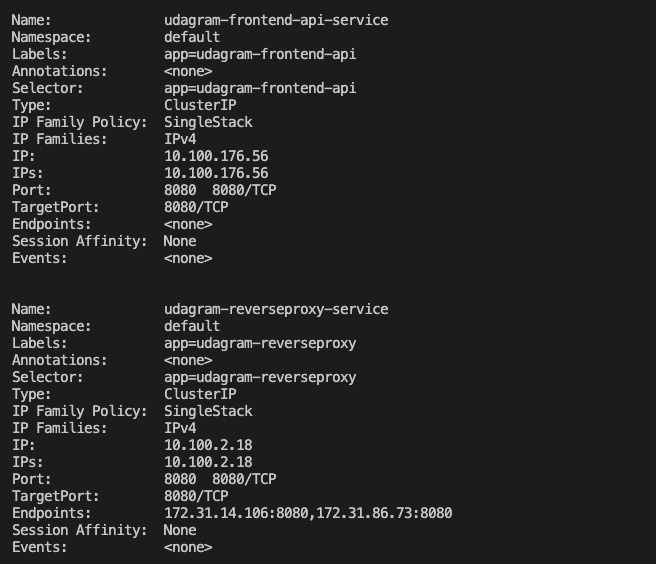 Name: udagram-frontend-api-service
Namespace: default
Labels: app=udagram-frontend-api
Annotations: <none>
Selector: app=udagram-frontend-api
Type: ClusterIP
IP Family Policy: SingleStack
IP Families: IPv4
IP: 10.100.176.56
IPs: 10.100.176.56
Port: 8080 8080/TCP
TargetPort: 8080/TCP
Endpoints: <none>
Session Affinity: None
Events: <none>
Name: udagram-reverseproxy-service
Namespace: default
Labels: app=udagram-reverseproxy
Annotations: <none>
Selector: app=udagram-reverseproxy
Type: ClusterIP
IP Family Policy: SingleStack
IP Families: IPv4
IP: 10.100.2.18
IPs: 10.100.2.18
Port: 8080 8080/TCP
TargetPort: 8080/TCP
Endpoints: 172.31.14.106:8080,172.31.86.73:8080
Session Affinity: None
Events: <none>